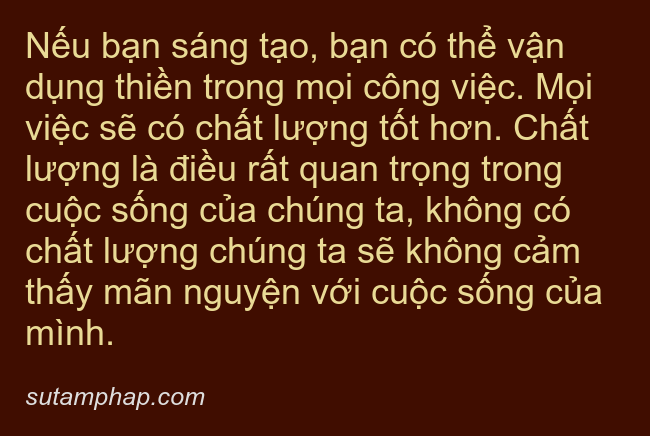 Nếu bạn sáng tạo, bạn có thể vận
dụng thiền trong mọi công việc. Mọi
việc sẽ có chất lượng tốt hơn. Chất
lượng là điều rất quan trọng trong
cuộc sống của chúng ta, không có
chất lượng chúng ta sẽ không cảm
thấy mãn nguyện với cuộc sống của
mình.
sutamphap.com